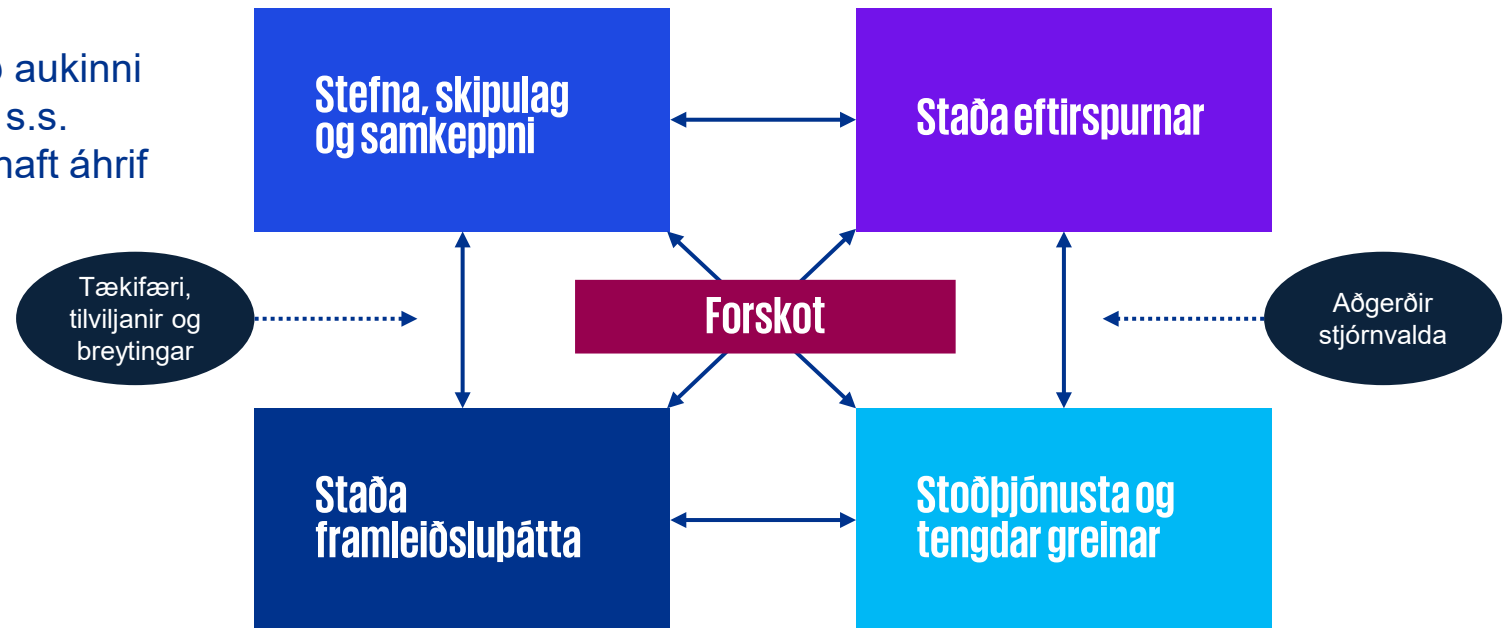 aukinni
s.s.
haft áhrif
Stefna, skipulag
og samkeppni
Staða eftirspurnar
Tækifæri,
tilviljanir og
breytingar
Forskot
Aðgerðir
stjórnvalda
Staða
framleiðsluþátta
Stoðþjónusta og
tengdar greinar